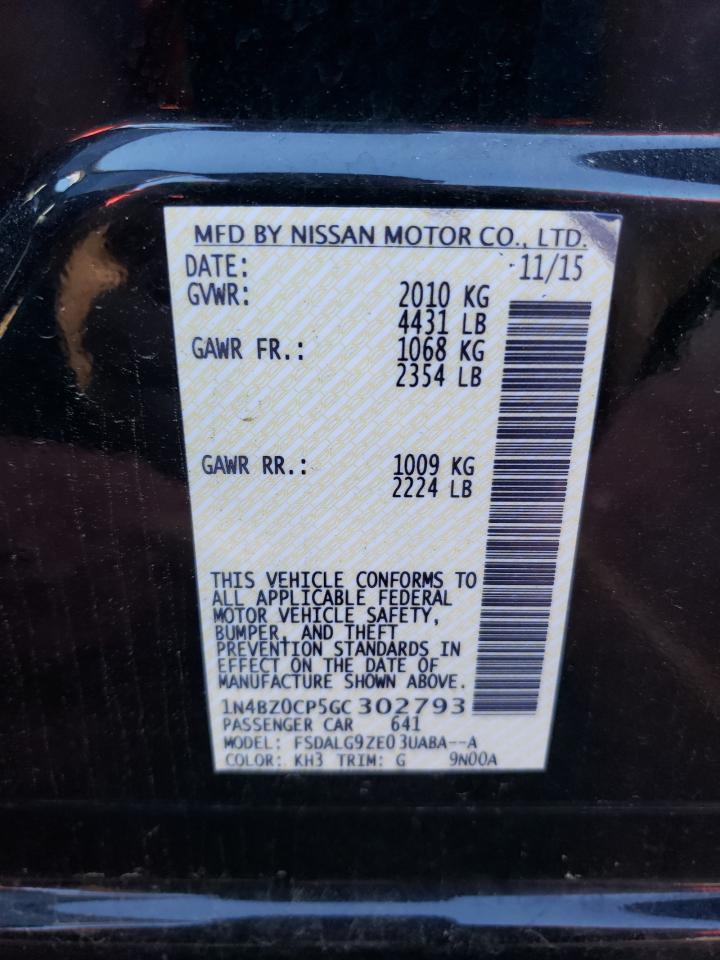 MFD BY NISSAN MOTOR CO., LTD.
DATE: 11/15
GVWR: 2010 KG
4431 LB
GAWR FR.: 1068 KG
2354 LB
GAWR RR.: 1009 KG
2224 LB
THIS VEHICLE CONFORMS TO
ALL APPLICABLE FEDERAL
MOTOR VEHICLE SAFETY,
BUMPER, AND THEFT
PREVENTION STANDARDS IN
EFFECT ON THE DATE OF
MANUFACTURE SHOWN ABOVE.
1N4BZ0CP5GC302793
PASSENGER CAR 641
MODEL: FSDALG9ZE03UABA--A
COLOR: KH3 TRIM: G 9N00A